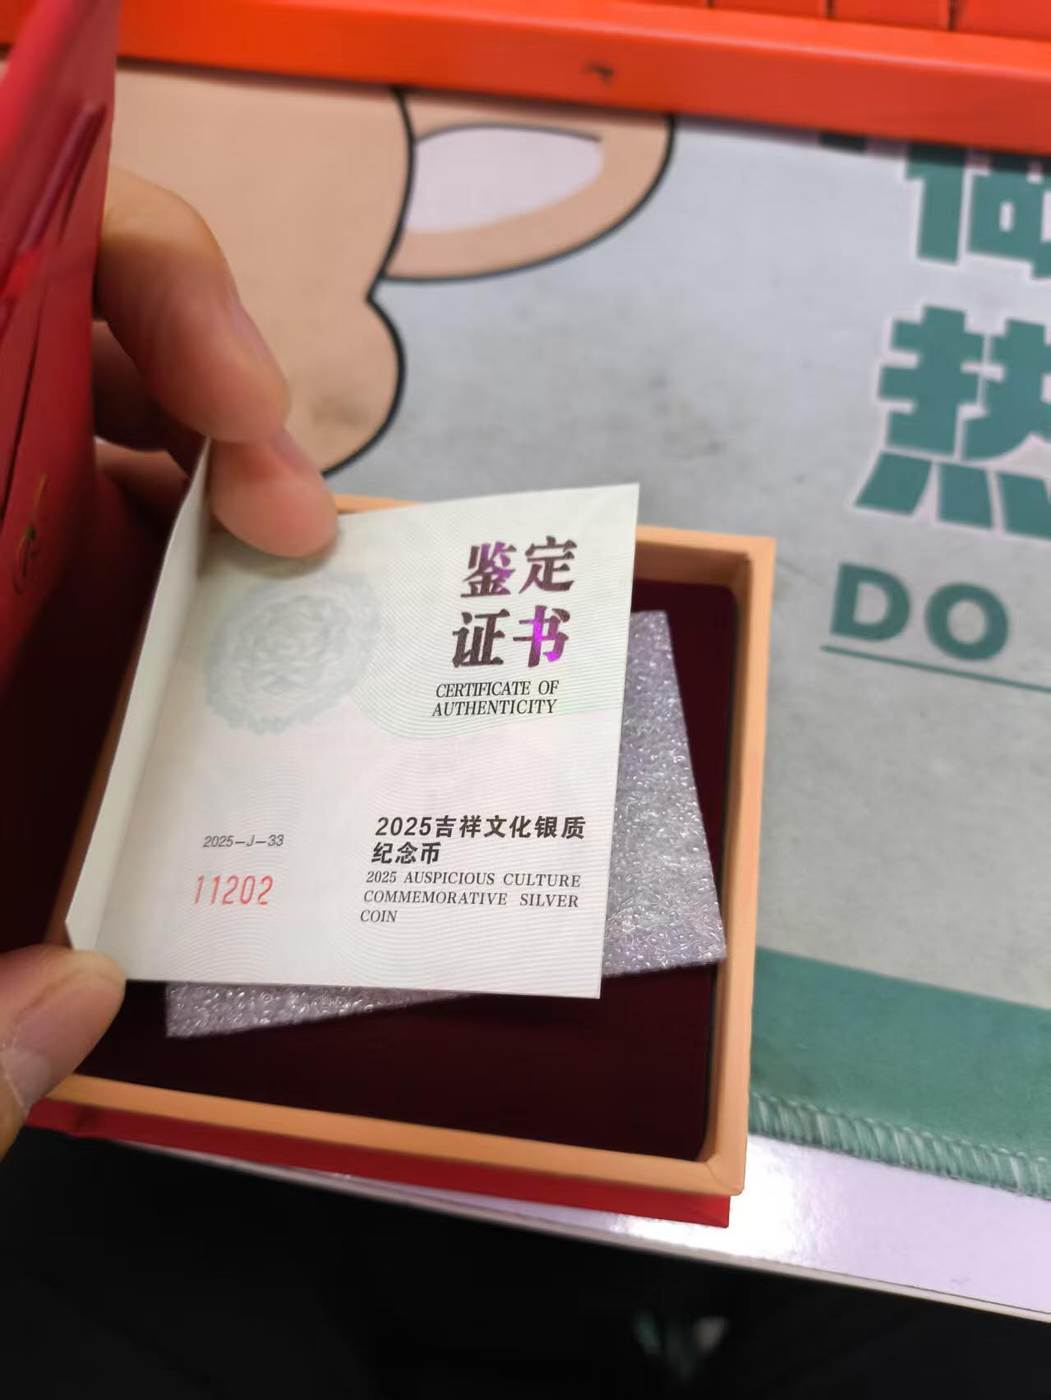 热
DO
鉴定
证书
CERTIFICATE OF
AUTHENTICITY
2025-J-33
11202
2025吉祥文化银质
纪念币
2025 AUSPICIOUS CULTURE
COMMEMORATIVE SILVER
COIN